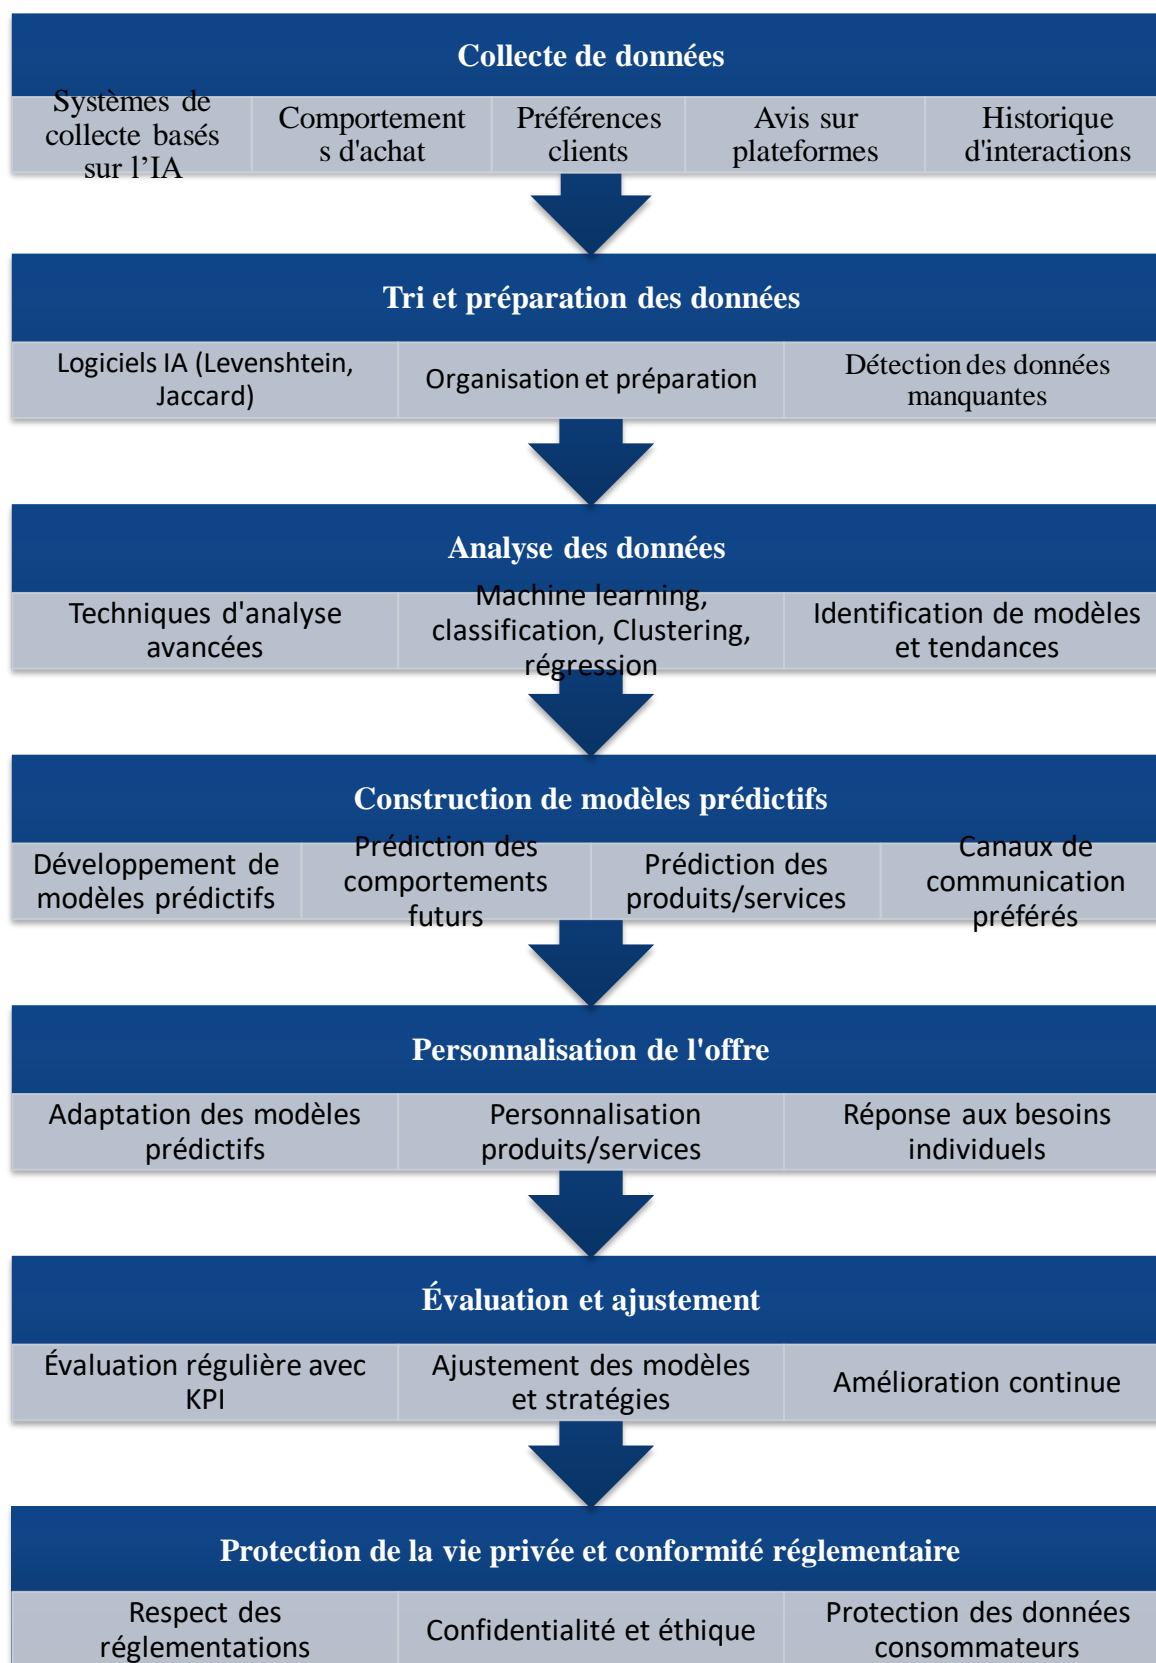 Collecte de données
Systèmes de
collecte basés
sur l’IA
Comportement
s d'achat
Préférences
clients
Avis sur
plateformes
Historique
d'interactions
Tri et préparation des données
Logiciels IA (Levenshtein,
Jaccard)
Organisation et préparation
Détection des données
manquantes
Analyse des données
Techniques d'analyse
avancées
Machine learning,
classification, Clustering,
régression
Identification de modèles
et tendances
Construction de modèles prédictifs
Développement de
modèles prédictifs
Prédiction des
comportements
futurs
Prédiction des
produits/services
Canaux de
communication
préférés
Personnalisation de l'offre
Adaptation des modèles
prédictifs
Personnalisation
produits/services
Réponse aux besoins
individuels
Évaluation et ajustement
Évaluation régulière avec
KPI
Ajustement des modèles
et stratégies
Amélioration continue
Protection de la vie privée et conformité réglementaire
Respect des
réglementations
Confidentialité et éthique
Protection des données
consommateurs